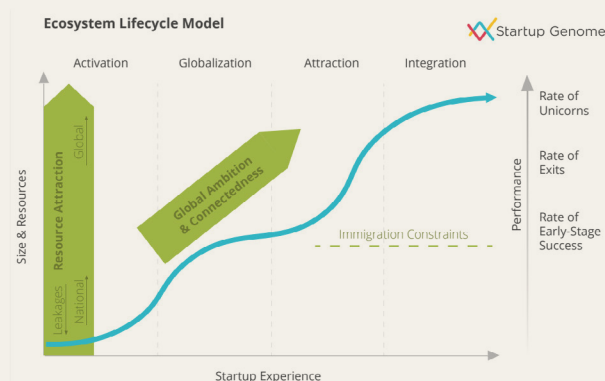 Ecosystem Lifecycle Model
Startup Genome
Activation
Globalization
Attraction
Integration
Size & Resources
Resource Attraction
Global
National
Leakages
Global Ambition
& Connectedness
Immigration Constraints
Performance
Rate of
Unicorns
Rate of
Exits
Rate of
Early-Stage
Success
Startup Experience